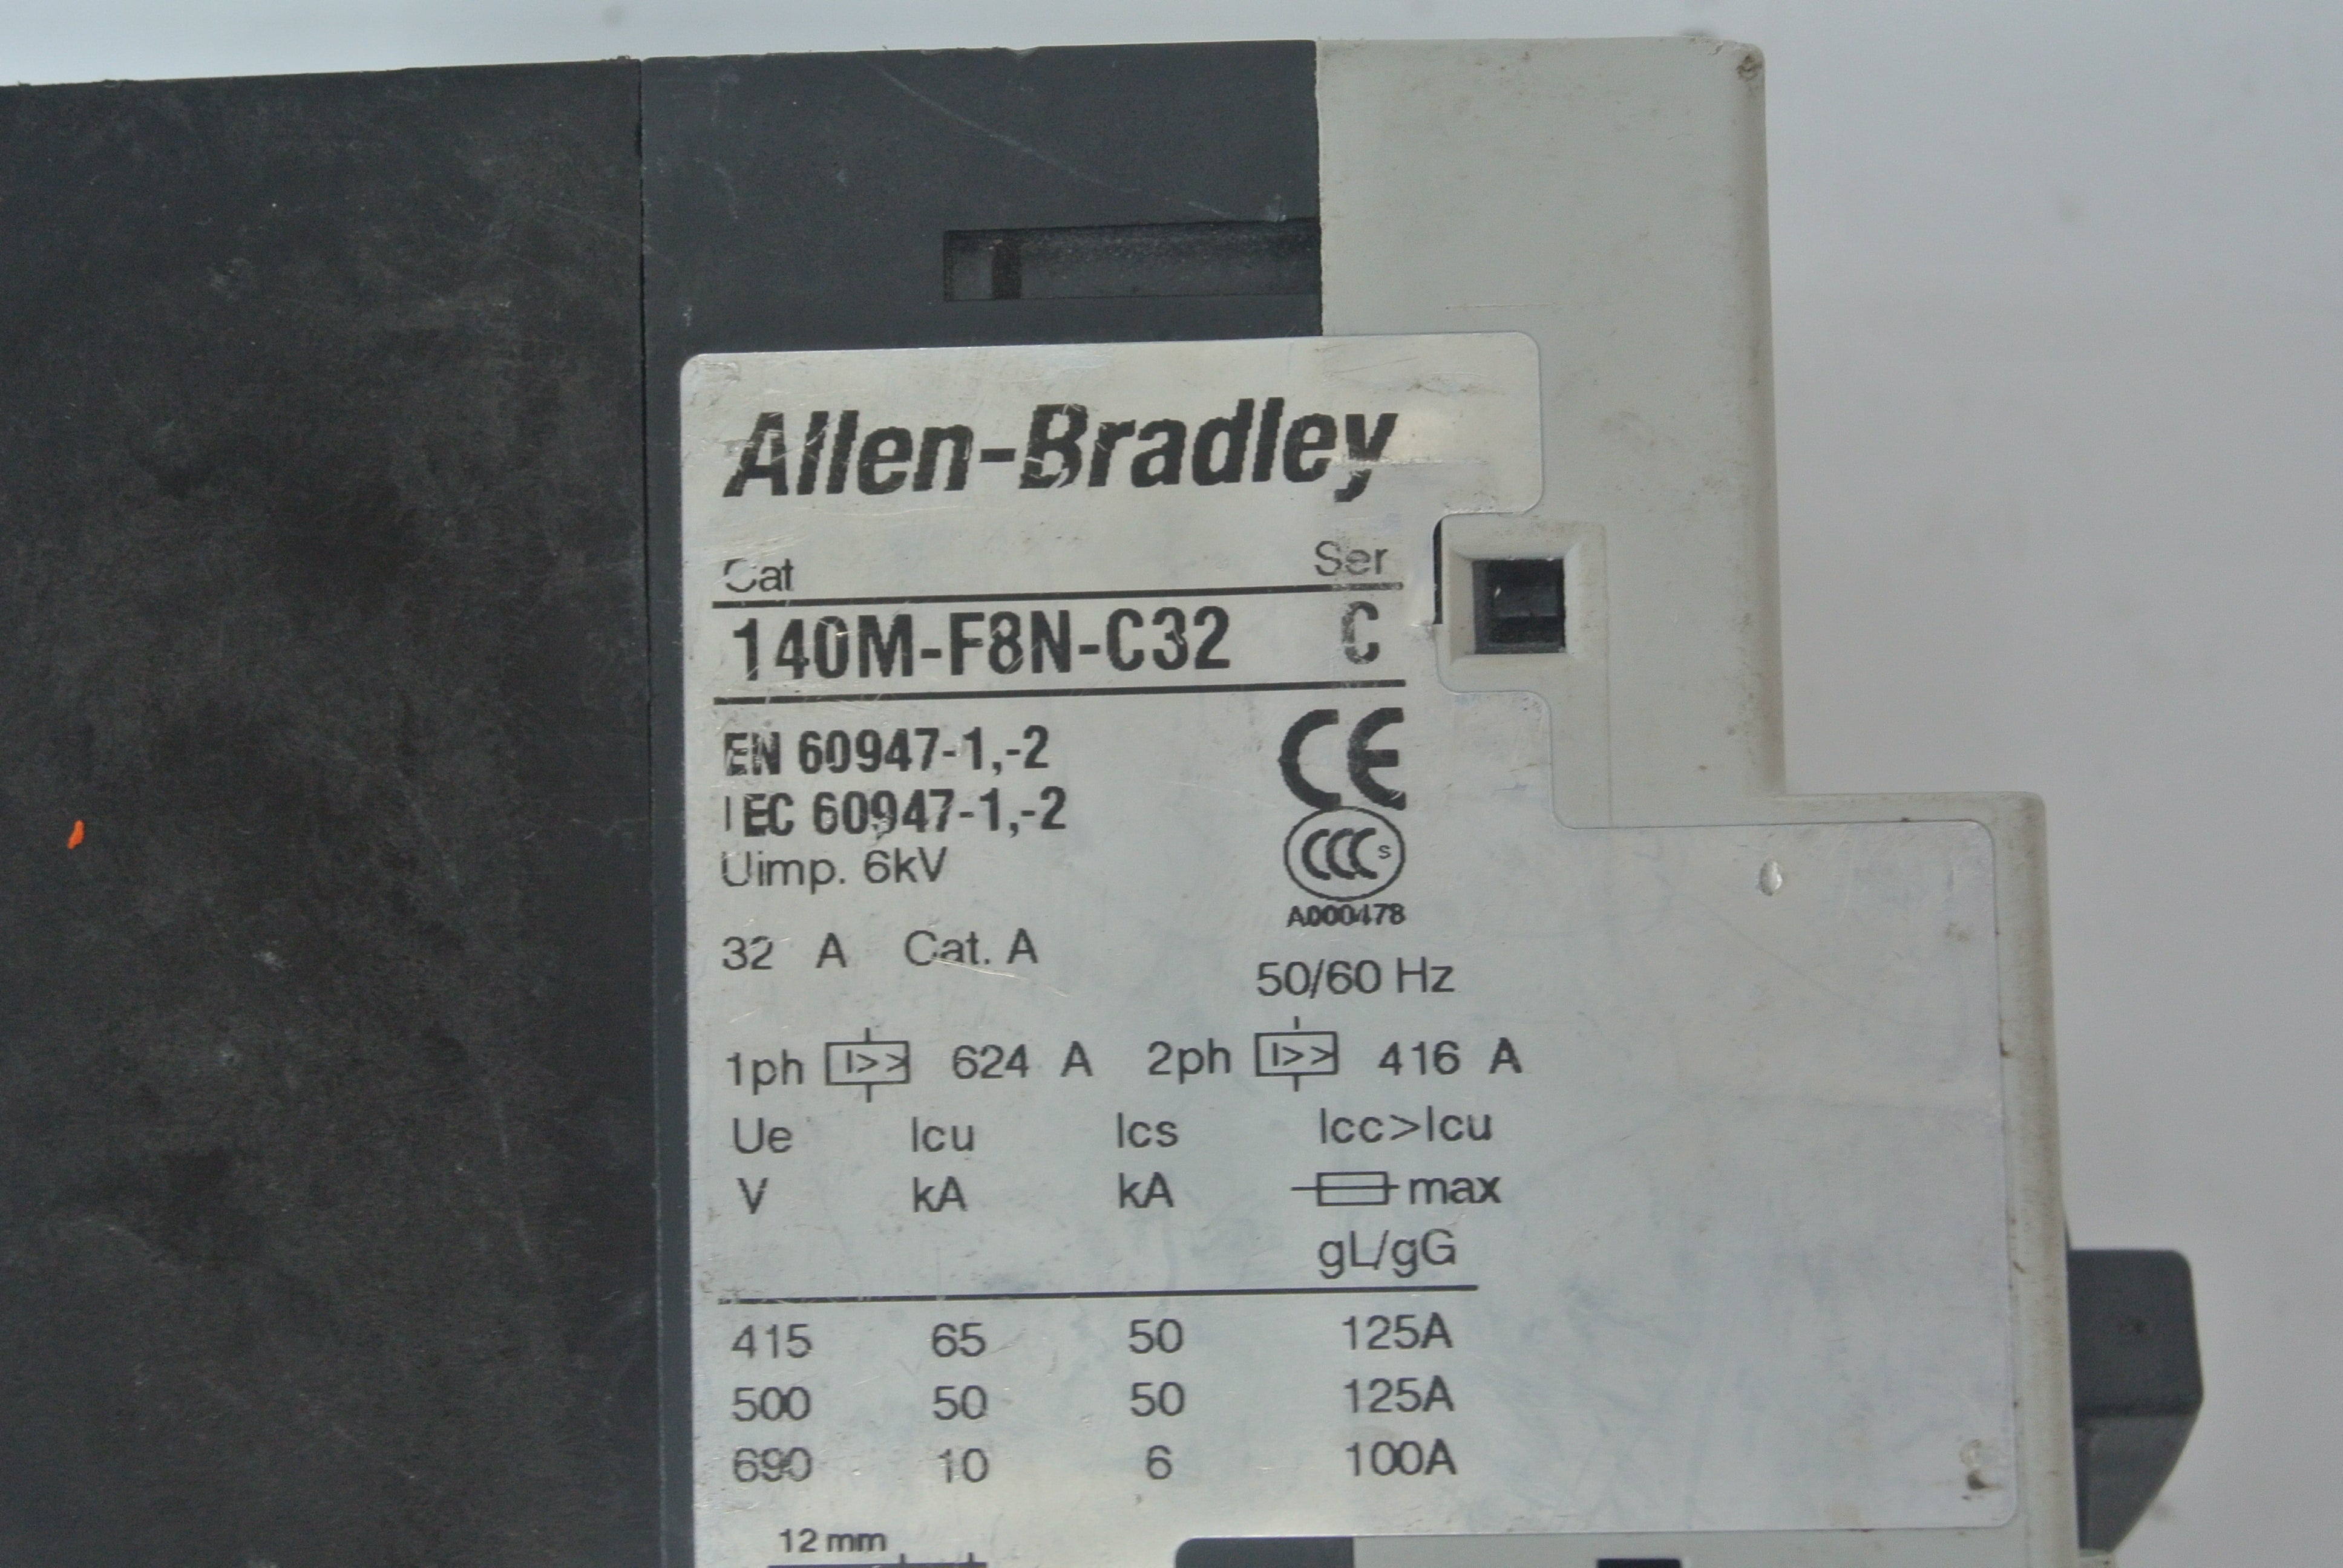 Allen-Bradley
Cat Ser
140M-F8N-C32 C
EN 60947-1,-2
IEC 60947-1,-2
CE
Uimp. 6kV
CCC S
A000478
32 A Cat. A
50/60 Hz
1ph I>> 624 A 2ph I>> 416 A
Ue Icu Ics Icc>Icu
V kA kA max
gL/gG
415 65 50 125A
500 50 50 125A
690 10 6 100A
12 mm